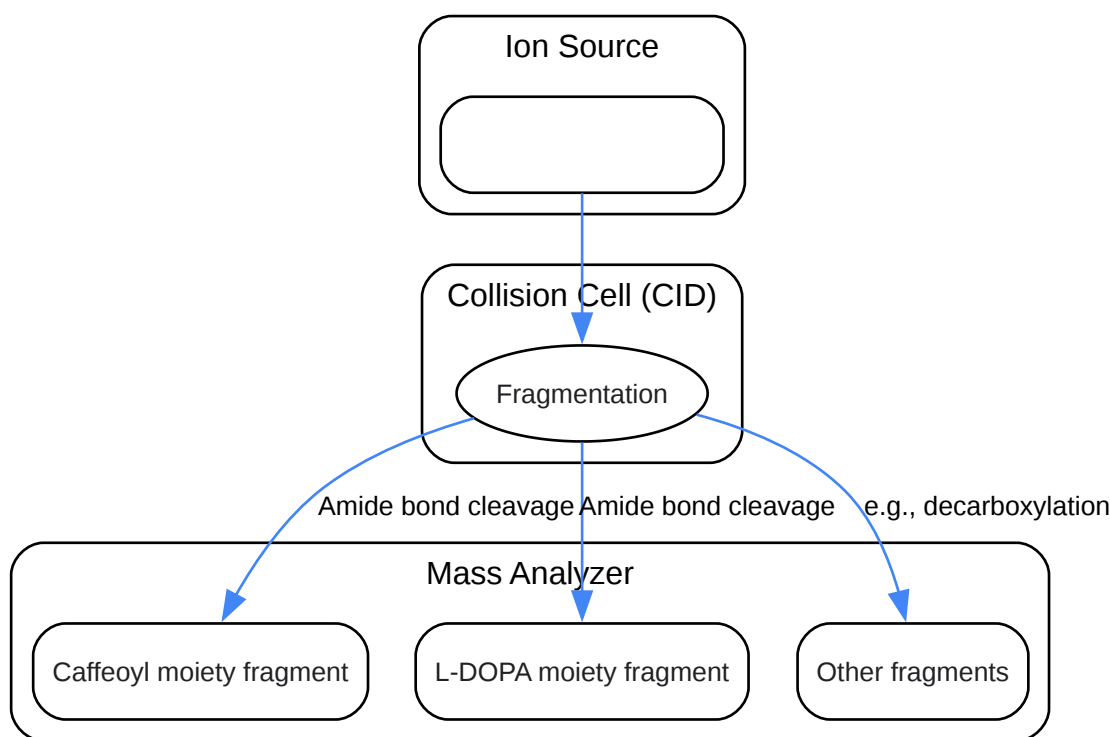 Ion Source
Collision Cell (CID)
Fragmentation
Amide bond cleavage
Amide bond cleavage
e.g., decarboxylation
Mass Analyzer
Caffeoyl moiety fragment
L-DOPA moiety fragment
Other fragments